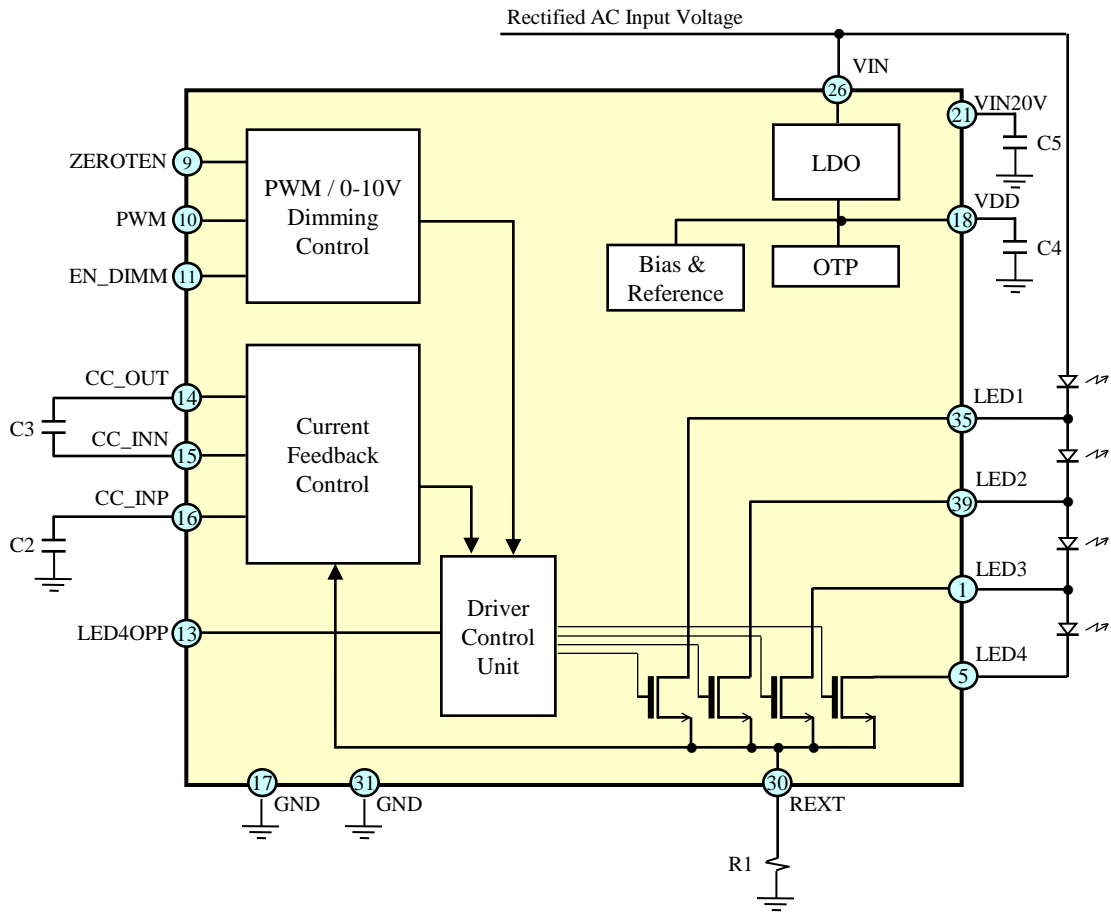 Rectified AC Input Voltage
VIN
26
21
VIN20V
C5
LDO
ZEROTEN
9
PWM / 0-10V
Dimming
Control
PWM
10
EN_DIMM
11
VDD
18
C4
Bias &
Reference
OTP
CC_OUT
14
C3
CC_INN
15
CC_INP
16
C2
Current
Feedback
Control
LED1
35
LED2
39
LED3
1
LED4
5
LED4OPP
13
Driver
Control
Unit
17
GND
31
GND
30
REXT
R1